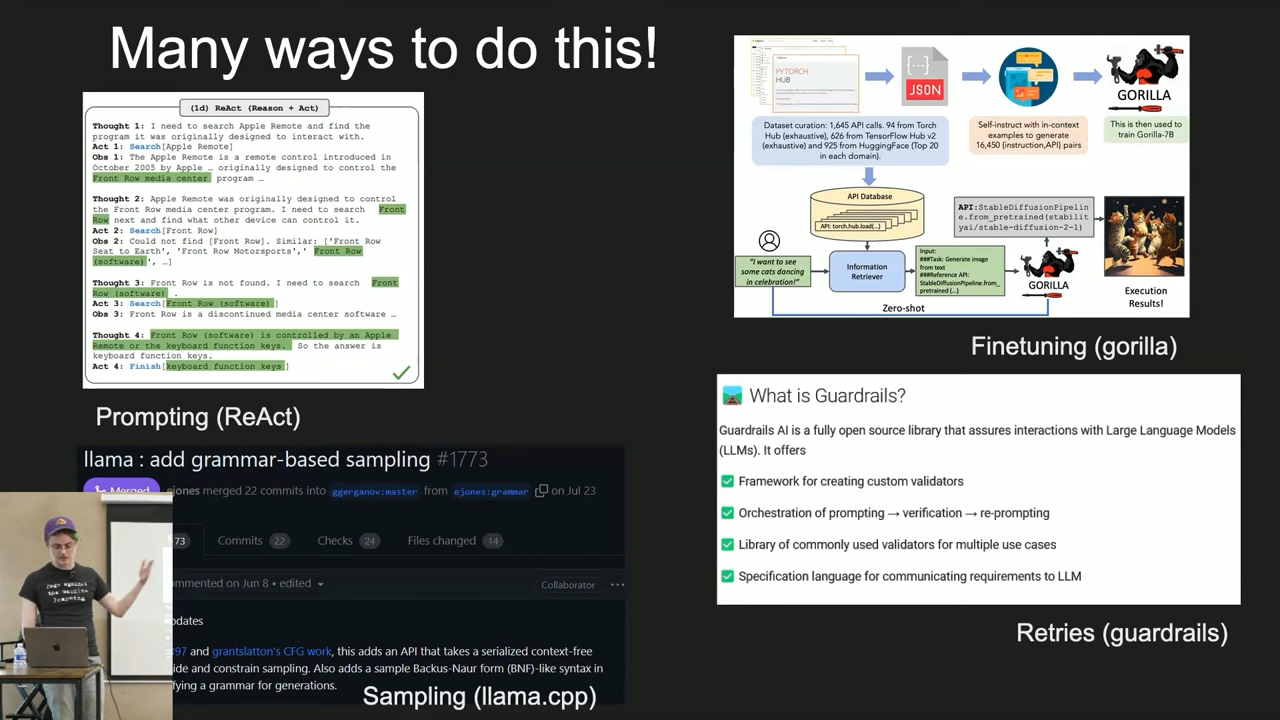 Many ways to do this!
(1d) ReAct (Reason + Act)
Thought 1: I need to search Apple Remote and find the
program it was originally designed to interact with.
Act 1: Search[Apple Remote]
Obs 1: The Apple Remote is a remote control introduced in
October 2005 by Apple … originally designed to control the
Front Row media center program …
Thought 2: Apple Remote was originally designed to control
the Front Row media center program. I need to search Front
Row next and find what other device can control it.
Act 2: Search[Front Row]
Obs 2: Could not find [Front Row]. Similar: ['Front Row
Seat to Earth', 'Front Row Motorsports',' Front Row
(software)', …]
Thought 3: Front Row is not found. I need to search Front
Row (software) .
Act 3: Search[Front Row (software)]
Obs 3: Front Row is a discontinued media center software …
Thought 4: Front Row (software) is controlled by an Apple
Remote or the keyboard function keys. So the answer is
keyboard function keys.
Act 4: Finish[keyboard function keys]
Prompting (ReAct)
PYTORCH
HUB
{...}
JSON
GORILLA
Dataset curation: 1,645 API calls. 94 from Torch
Hub (exhaustive), 626 from TensorFlow Hub v2
(exhaustive) and 925 from HuggingFace (Top 20
in each domain).
Self-instruct with in-context
examples to generate
16,450 (instruction,API) pairs
This is then used to
train Gorilla-7B
API Database
API: torch.hub.load(...)
API:StableDiffusionPipelin
e.from_pretrained(stabilit
yai/stable-diffusion-2-1)
"I want to see
some cats dancing
in celebration!"
Information
Retriever
Input:
###Task: Generate image
from text
###Reference API:
StableDiffusionPipeline.from_
pretrained (...)
GORILLA
Execution
Results!
Zero-shot
Finetuning (gorilla)
llama : add grammar-based sampling #1773
Merged ejones merged 22 commits into ggerganov:master from ejones:grammar on Jul 23
73 Commits 22 Checks 24 Files changed 14
mmented on Jun 8 • edited Collaborator ...
dates
97 and grantslatton's CFG work, this adds an API that takes a serialized context-free
ide and constrain sampling. Also adds a sample Backus-Naur form (BNF)-like syntax in
fying a grammar for generations.
Sampling (llama.cpp)
What is Guardrails?
Guardrails AI is a fully open source library that assures interactions with Large Language Models
(LLMs). It offers
Framework for creating custom validators
Orchestration of prompting → verification → re-prompting
Library of commonly used validators for multiple use cases
Specification language for communicating requirements to LLM
Retries (guardrails)
rage against
the machine
learning